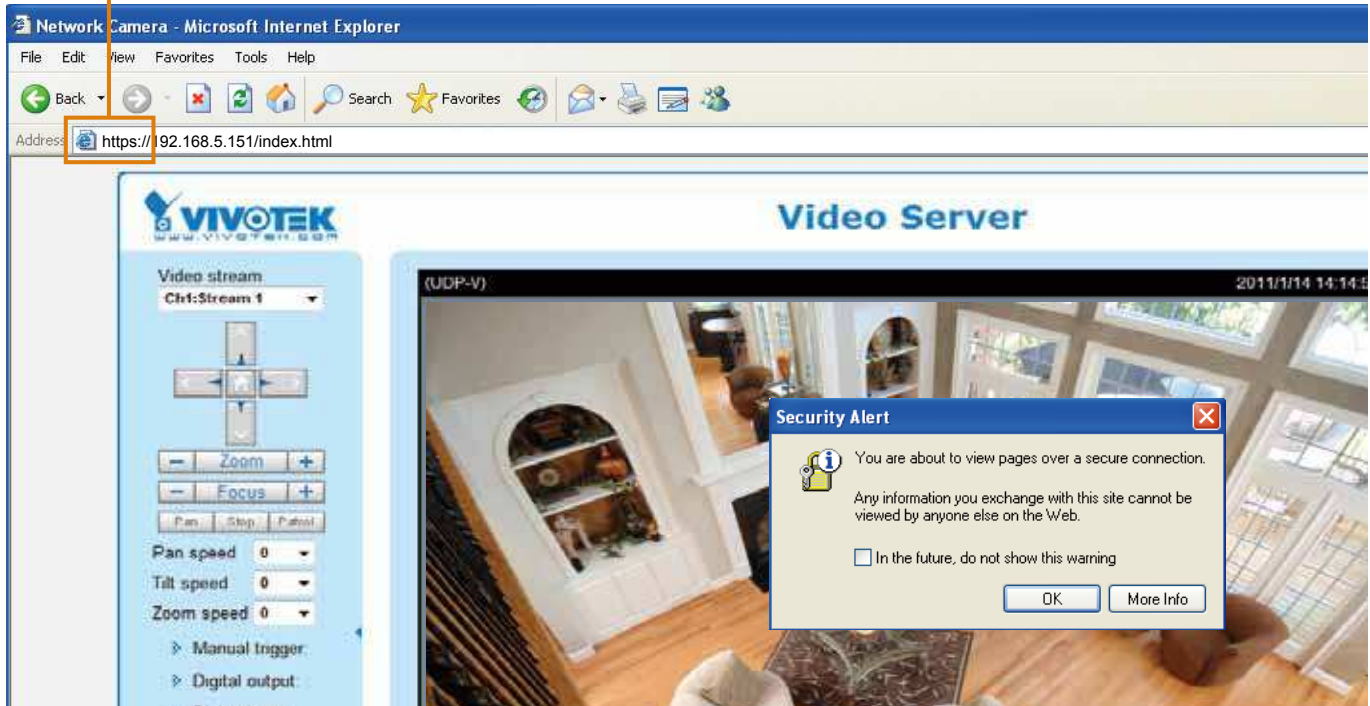 Network Camera - Microsoft Internet Explorer
File Edit View Favorites Tools Help
Back Search Favorites
Address https://192.168.5.151/index.html
VIVOTEK
www.vivotek.com
Video Server
Video stream
Ch1:Stream 1
(UDP-V) 2011/1/14 14:14:5
− Zoom +
− Focus +
Pan Stop Patrol
Pan speed 0
Tilt speed 0
Zoom speed 0
Manual trigger:
Digital output:
Security Alert
You are about to view pages over a secure connection.
Any information you exchange with this site cannot be
viewed by anyone else on the Web.
In the future, do not show this warning
OK More Info